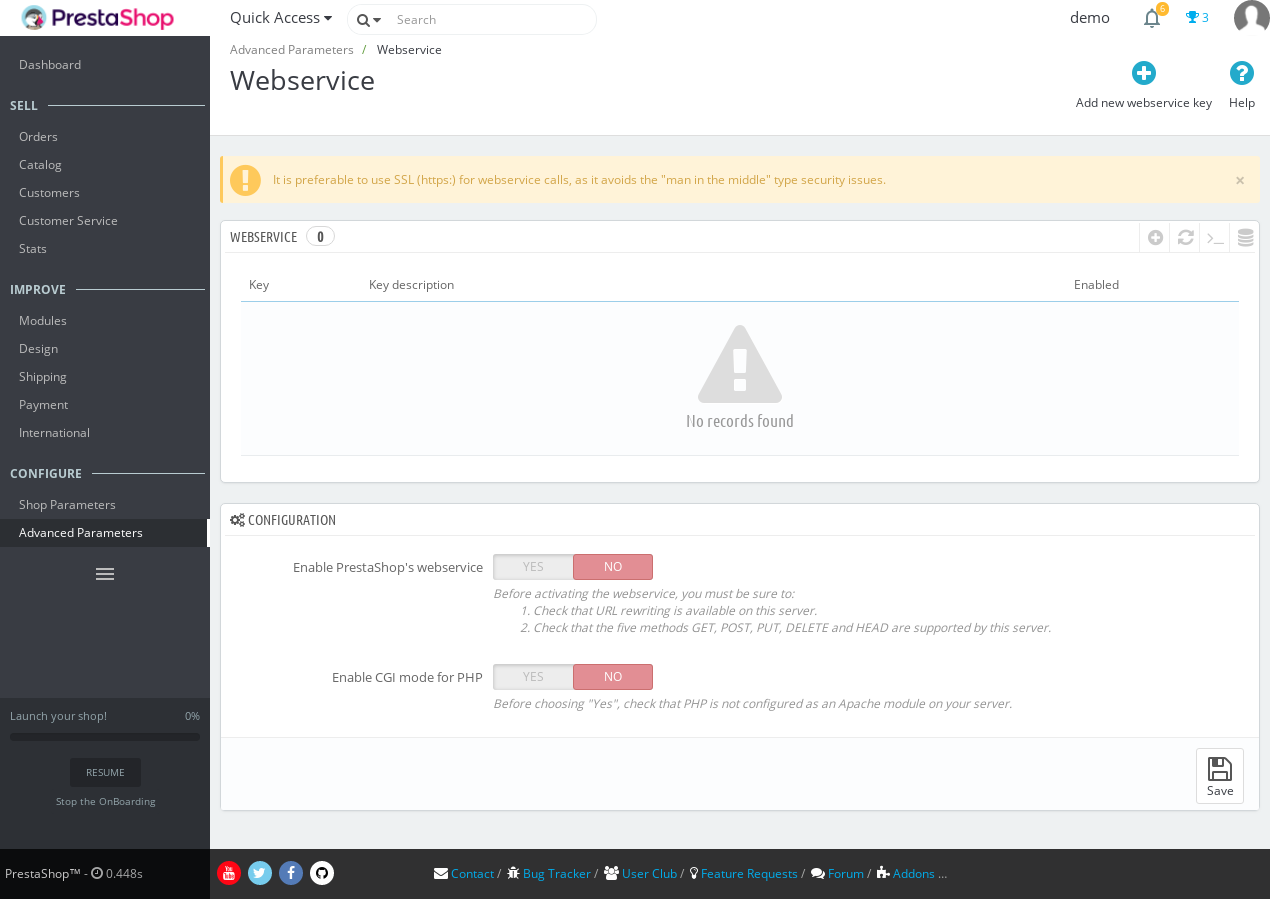 PrestaShop
Quick Access
Search
demo
6
3
Dashboard
SELL
Orders
Catalog
Customers
Customer Service
Stats
IMPROVE
Modules
Design
Shipping
Payment
International
CONFIGURE
Shop Parameters
Advanced Parameters
Launch your shop! 0%
RESUME
Stop the OnBoarding
PrestaShop™ - 0.448s
Advanced Parameters / Webservice
Webservice
Add new webservice key
Help
It is preferable to use SSL (https:) for webservice calls, as it avoids the "man in the middle" type security issues. ×
WEBSERVICE 0
Key Key description Enabled
No records found
CONFIGURATION
Enable PrestaShop's webservice YES NO
Before activating the webservice, you must be sure to:
1. Check that URL rewriting is available on this server.
2. Check that the five methods GET, POST, PUT, DELETE and HEAD are supported by this server.
Enable CGI mode for PHP YES NO
Before choosing "Yes", check that PHP is not configured as an Apache module on your server.
Save
Contact / Bug Tracker / User Club / Feature Requests / Forum / Addons ...